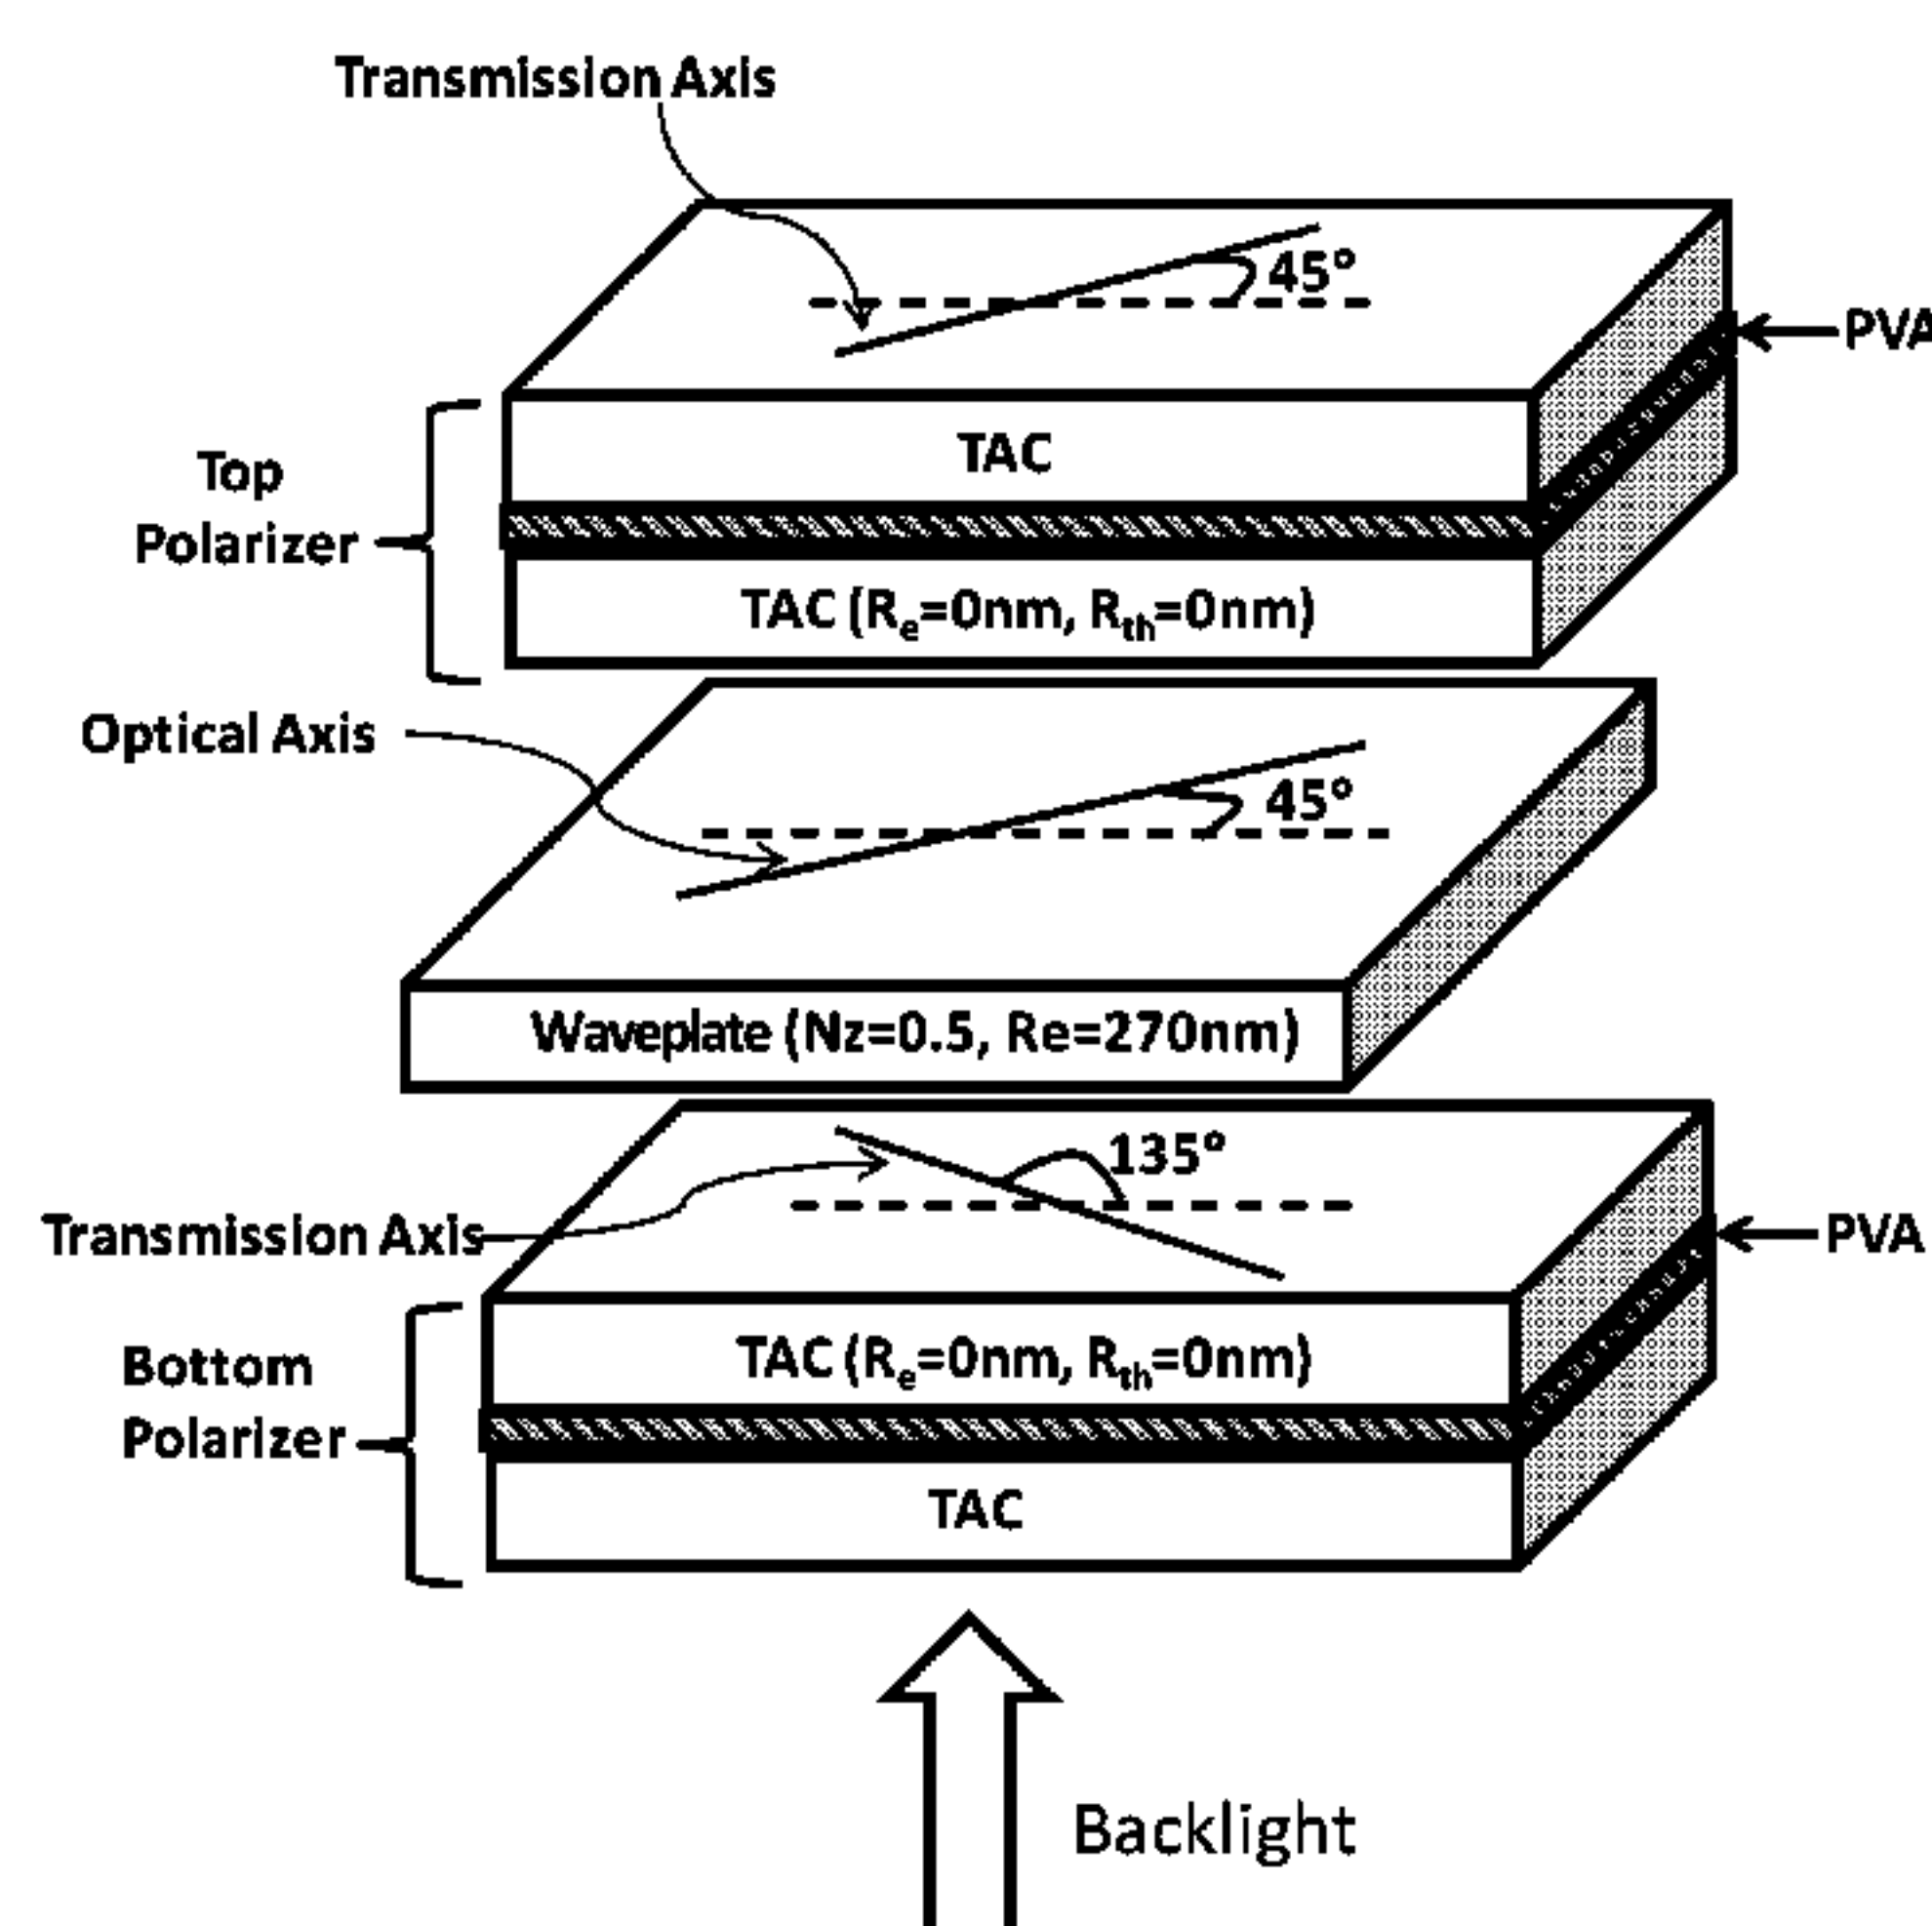 Transmission Axis
45°
PVA
TAC
Top
Polarizer
TAC (Re=0nm, Rth=0nm)
Optical Axis
45°
Waveplate (Nz=0.5, Re=270nm)
135°
Transmission Axis
PVA
Bottom
Polarizer
TAC (Re=0nm, Rth=0nm)
TAC
Backlight